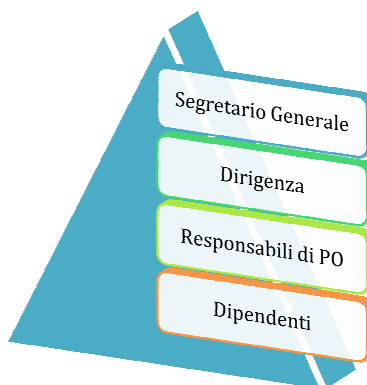 Segretario Generale
Dirigenza
Responsabili di PO
Dipendenti